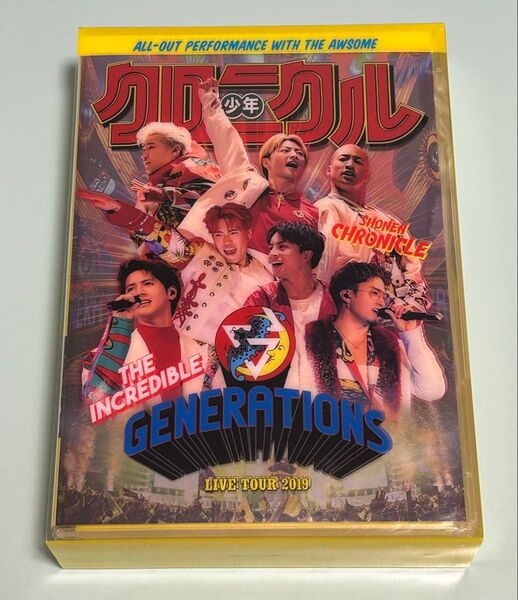 ALL-OUT PERFORMANCE WITH THE AWSOME
少年
クロニクル
SHONEN
CHRONICLE
THE
INCREDIBLE
GENERATIONS
LIVE TOUR 2019